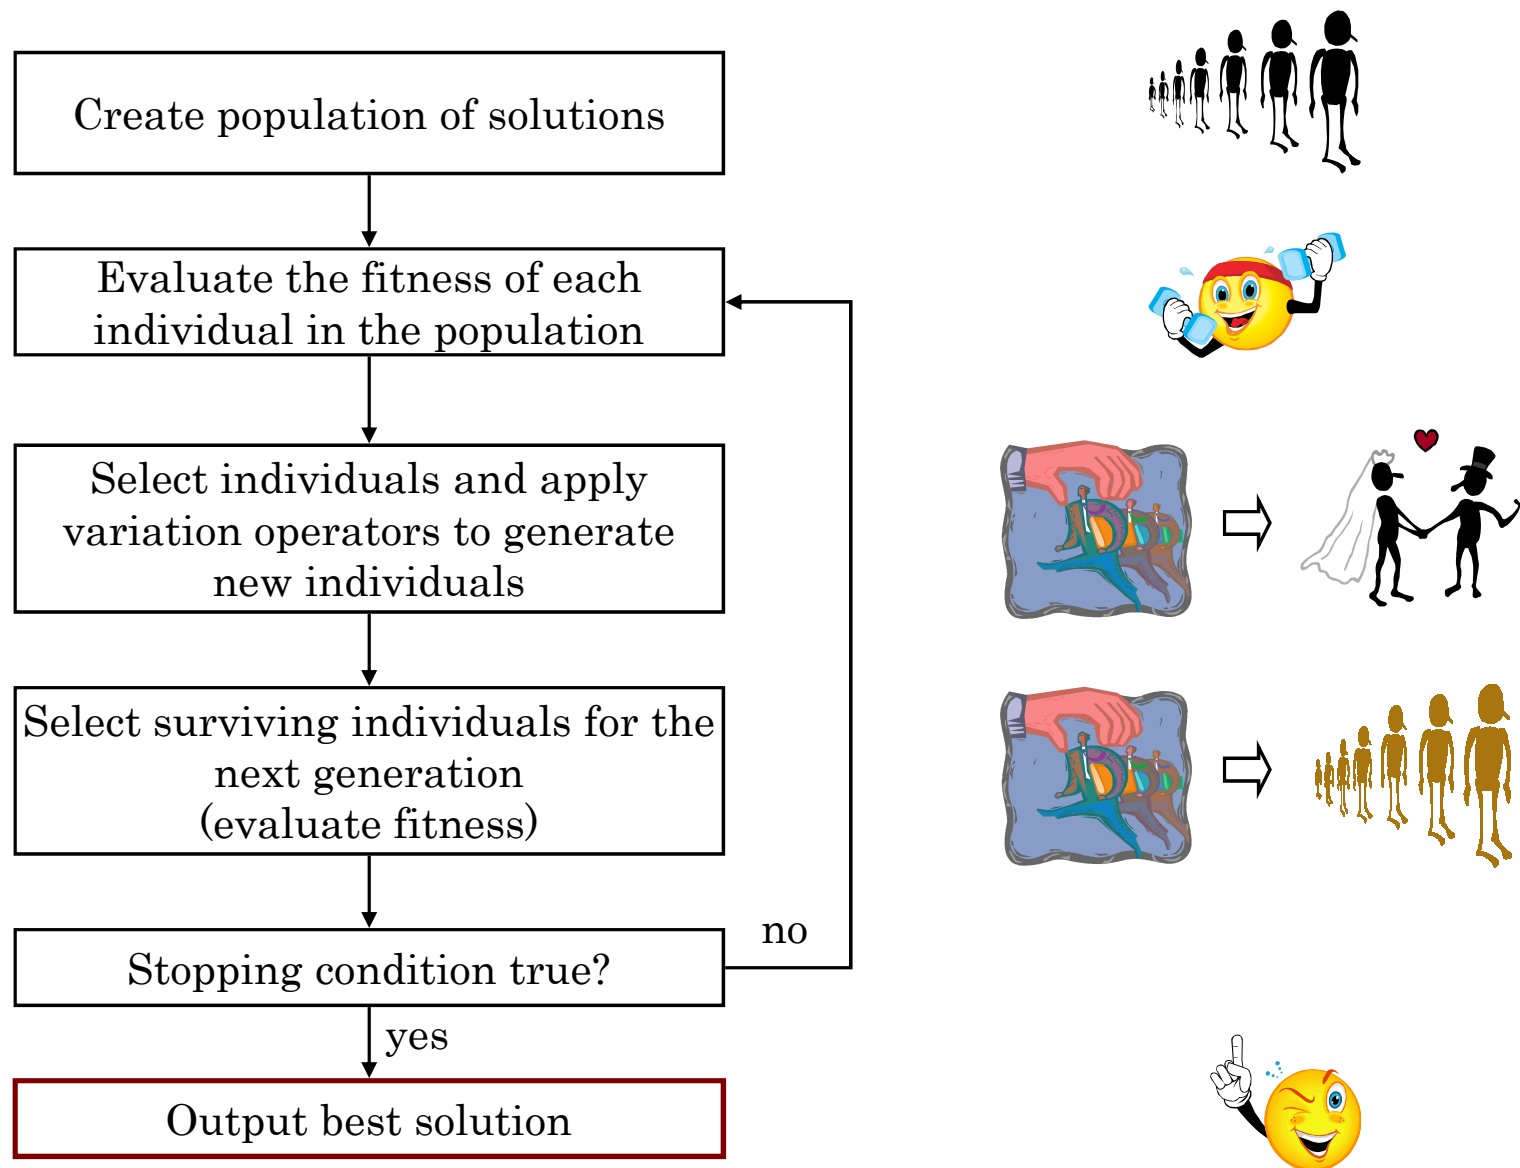 Create population of solutions
Evaluate the fitness of each
individual in the population
Select individuals and apply
variation operators to generate
new individuals
Select surviving individuals for the
next generation
(evaluate fitness)
no
Stopping condition true?
yes
Output best solution